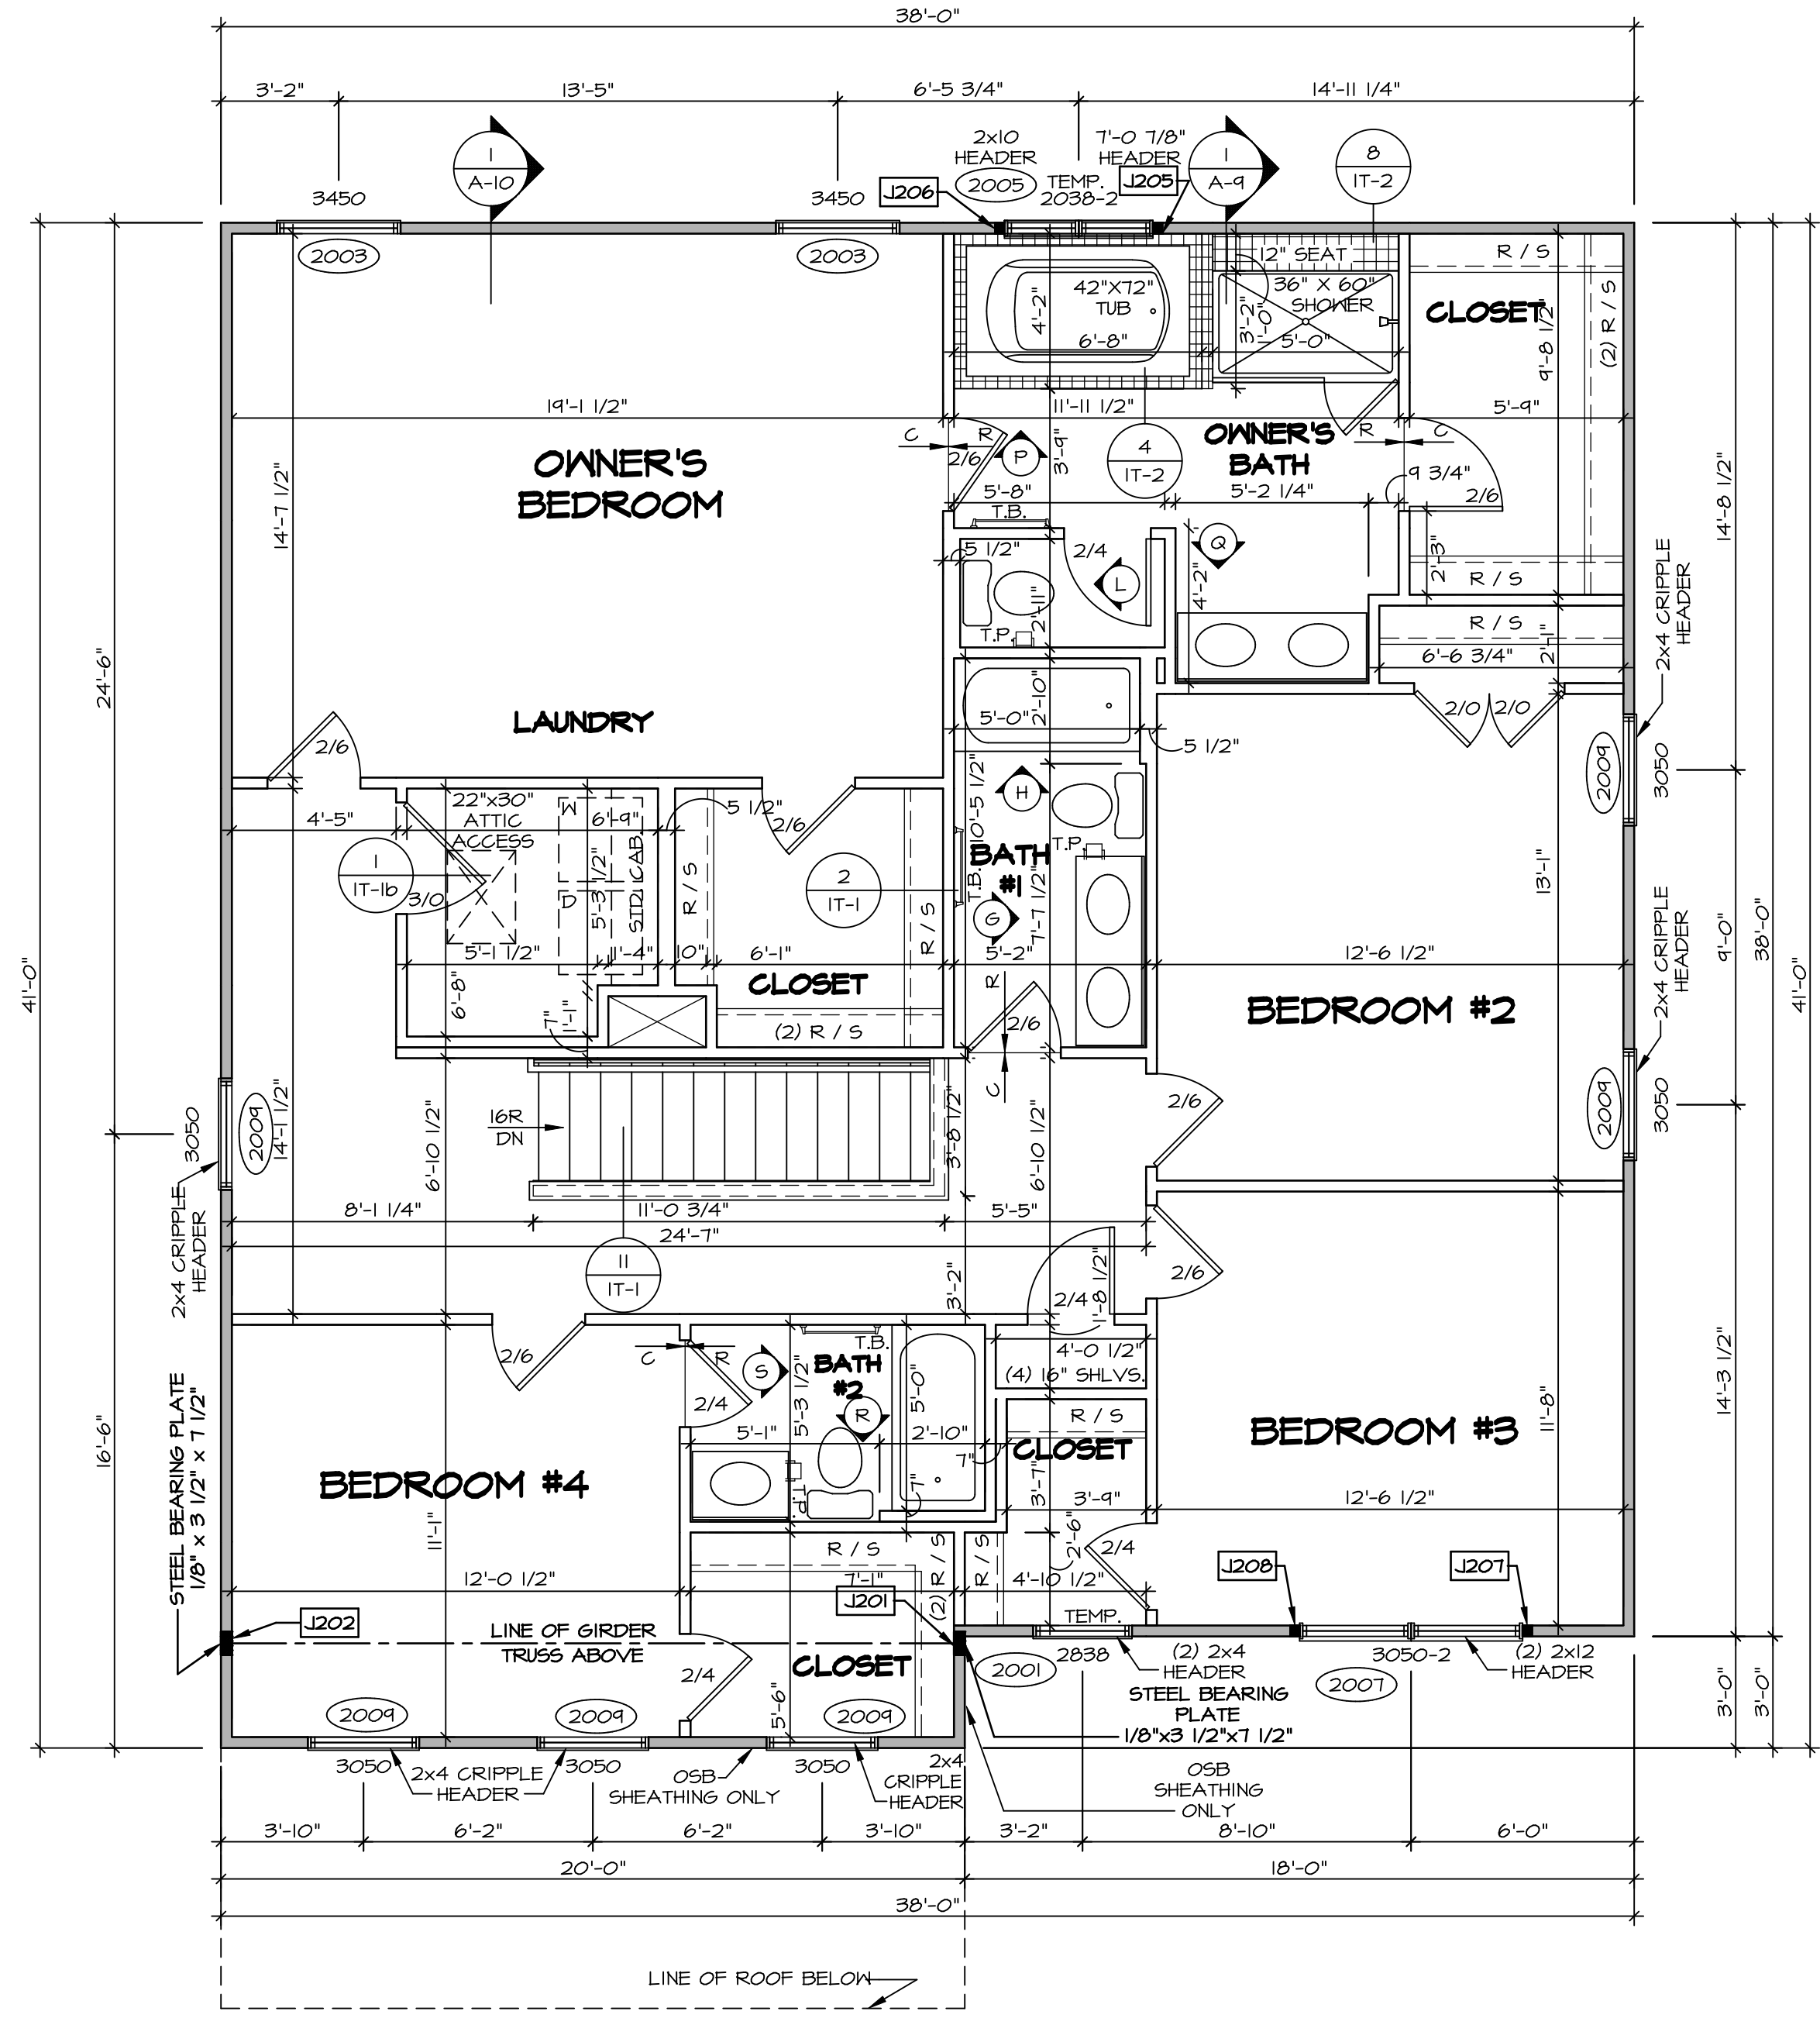 38'-0"
3'-2"
13'-5"
6'-5 3/4"
14'-11 1/4"
1
A-10
2x10
HEADER
2005
7'-0 7/8"
HEADER
1
A-9
8
IT-2
3450
3450
J206
TEMP.
2038-2
J205
2003
2003
12" SEAT
R / S
42"X72"
TUB
36" X 60"
SHOWER
CLOSET
(2) R / S
4'-2"
3'-2"
6'-8"
5'-0"
9'-8 1/2"
19'-1 1/2"
11'-11 1/2"
5'-9"
OWNER'S
BEDROOM
OWNER'S
BATH
C
R
2/6
P
3'-9"
4
IT-2
R
C
9 3/4"
5'-8"
5'-2 1/4"
2/6
T.B.
14'-7 1/2"
14'-8 1/2"
5 1/2"
2/4
Q
L
4'-2"
2'-3"
R / S
2x4 CRIPPLE
HEADER
2'-11"
T.P.
R / S
2'-1"
6'-6 3/4"
24'-6"
LAUNDRY
2'-10"
5'-0"
5 1/2"
2/0
2/0
2/6
2009
3050
22"x30"
ATTIC
ACCESS
W
6'-9"
5 1/2"
2/6
4'-5"
10'-5 1/2"
H
T.P.
BATH
#1
T.B.
1
IT-1b
3/0
D
5'-3 1/2"
STD. CAB.
R / S
2
IT-1
R / S
G
7'-7 1/2"
13'-1"
2x4 CRIPPLE
HEADER
9'-0"
38'-0"
41'-0"
41'-0"
5'-1 1/2"
1'-4"
10"
6'-1"
5'-2"
12'-6 1/2"
CLOSET
R
6'-8"
7"
1'-1"
(2) R / S
2/6
BEDROOM #2
C
16R
DN
3'-8 1/2"
6'-10 1/2"
6'-10 1/2"
14'-1 1/2"
2/6
2009
3050
3050
2009
2x4 CRIPPLE
HEADER
8'-1 1/4"
11'-0 3/4"
5'-5"
24'-7"
11
IT-1
3'-2"
2/4
1'-8 1/2"
2/6
2/6
C
R
S
T.B.
BATH
#2
4'-0 1/2"
(4) 16" SHLVS.
2/4
R
5'-3 1/2"
5'-0"
R / S
5'-1"
2'-10"
7"
CLOSET
BEDROOM #3
11'-8"
14'-3 1/2"
16'-6"
STEEL BEARING PLATE
1/8" x 3 1/2" x 7 1/2"
BEDROOM #4
T.P.
7"
3'-7"
3'-9"
12'-6 1/2"
11'-1"
R / S
(2) R / S
R / S
2'-6"
2/4
J208
J207
12'-0 1/2"
7'-1"
4'-10 1/2"
J201
J202
LINE OF GIRDER
TRUSS ABOVE
TEMP.
2/4
CLOSET
2001
2838
(2) 2x4
HEADER
3050-2
(2) 2x12
HEADER
2007
STEEL BEARING
PLATE
1/8"x3 1/2"x7 1/2"
5'-6"
3'-0"
3'-0"
2009
2009
2009
3050
2x4 CRIPPLE
HEADER
3050
OSB
SHEATHING ONLY
3050
2x4
CRIPPLE
HEADER
OSB
SHEATHING
ONLY
3'-10"
6'-2"
6'-2"
3'-10"
3'-2"
8'-10"
6'-0"
20'-0"
18'-0"
38'-0"
LINE OF ROOF BELOW